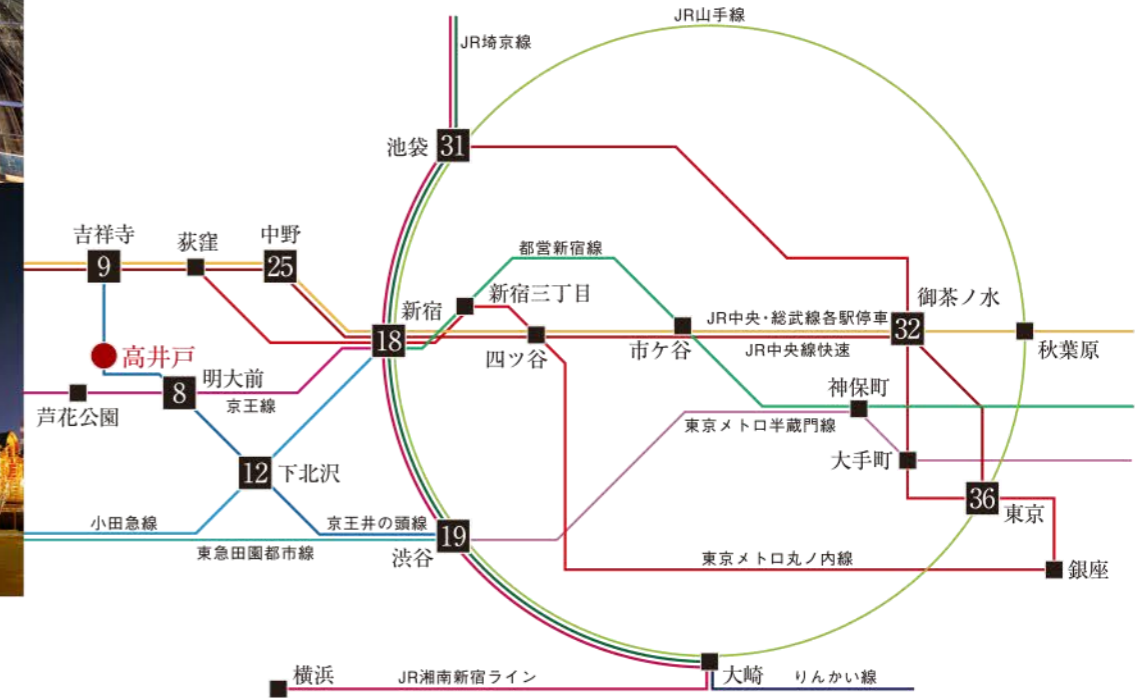 JR山手線
JR埼京線
池袋
31
吉祥寺
9
荻窪
中野
25
都営新宿線
新宿
18
新宿三丁目
四ツ谷
市ケ谷
JR中央・総武線各駅停車
JR中央線快速
御茶ノ水
32
秋葉原
高井戸
芦花公園
8
明大前
京王線
神保町
東京メトロ半蔵門線
大手町
12
下北沢
36
東京
小田急線
京王井の頭線
19
渋谷
東急田園都市線
東京メトロ丸ノ内線
銀座
横浜
JR湘南新宿ライン
大崎
りんかい線